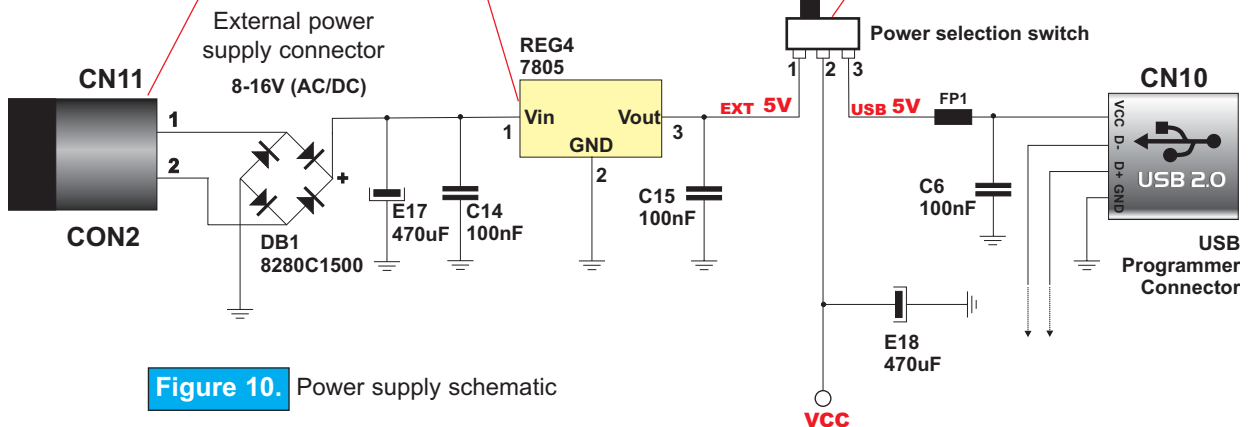 External power
supply connector
8-16V (AC/DC)
CN11
1
2
CON2
DB1
8280C1500
+
E17
470uF
C14
100nF
REG4
7805
Vin
Vout
GND
1
3
2
C15
100nF
EXT 5V
Power selection switch
1 2 3
USB 5V
FP1
C6
100nF
CN10
VCC
D-
D+
GND
USB 2.0
USB
Programmer
Connector
E18
470uF
VCC
Figure 10. Power supply schematic